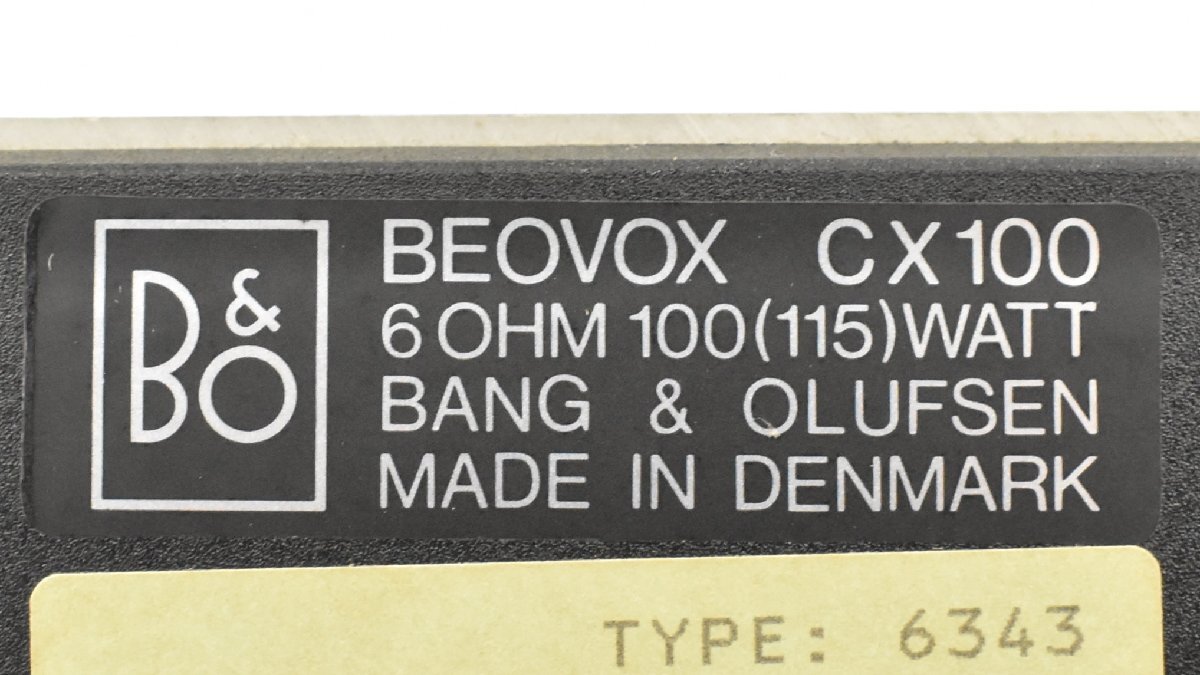 B&O
BEOVOX CX100
6 OHM 100(115)WATT
BANG & OLUFSEN
MADE IN DENMARK
TYPE: 6343